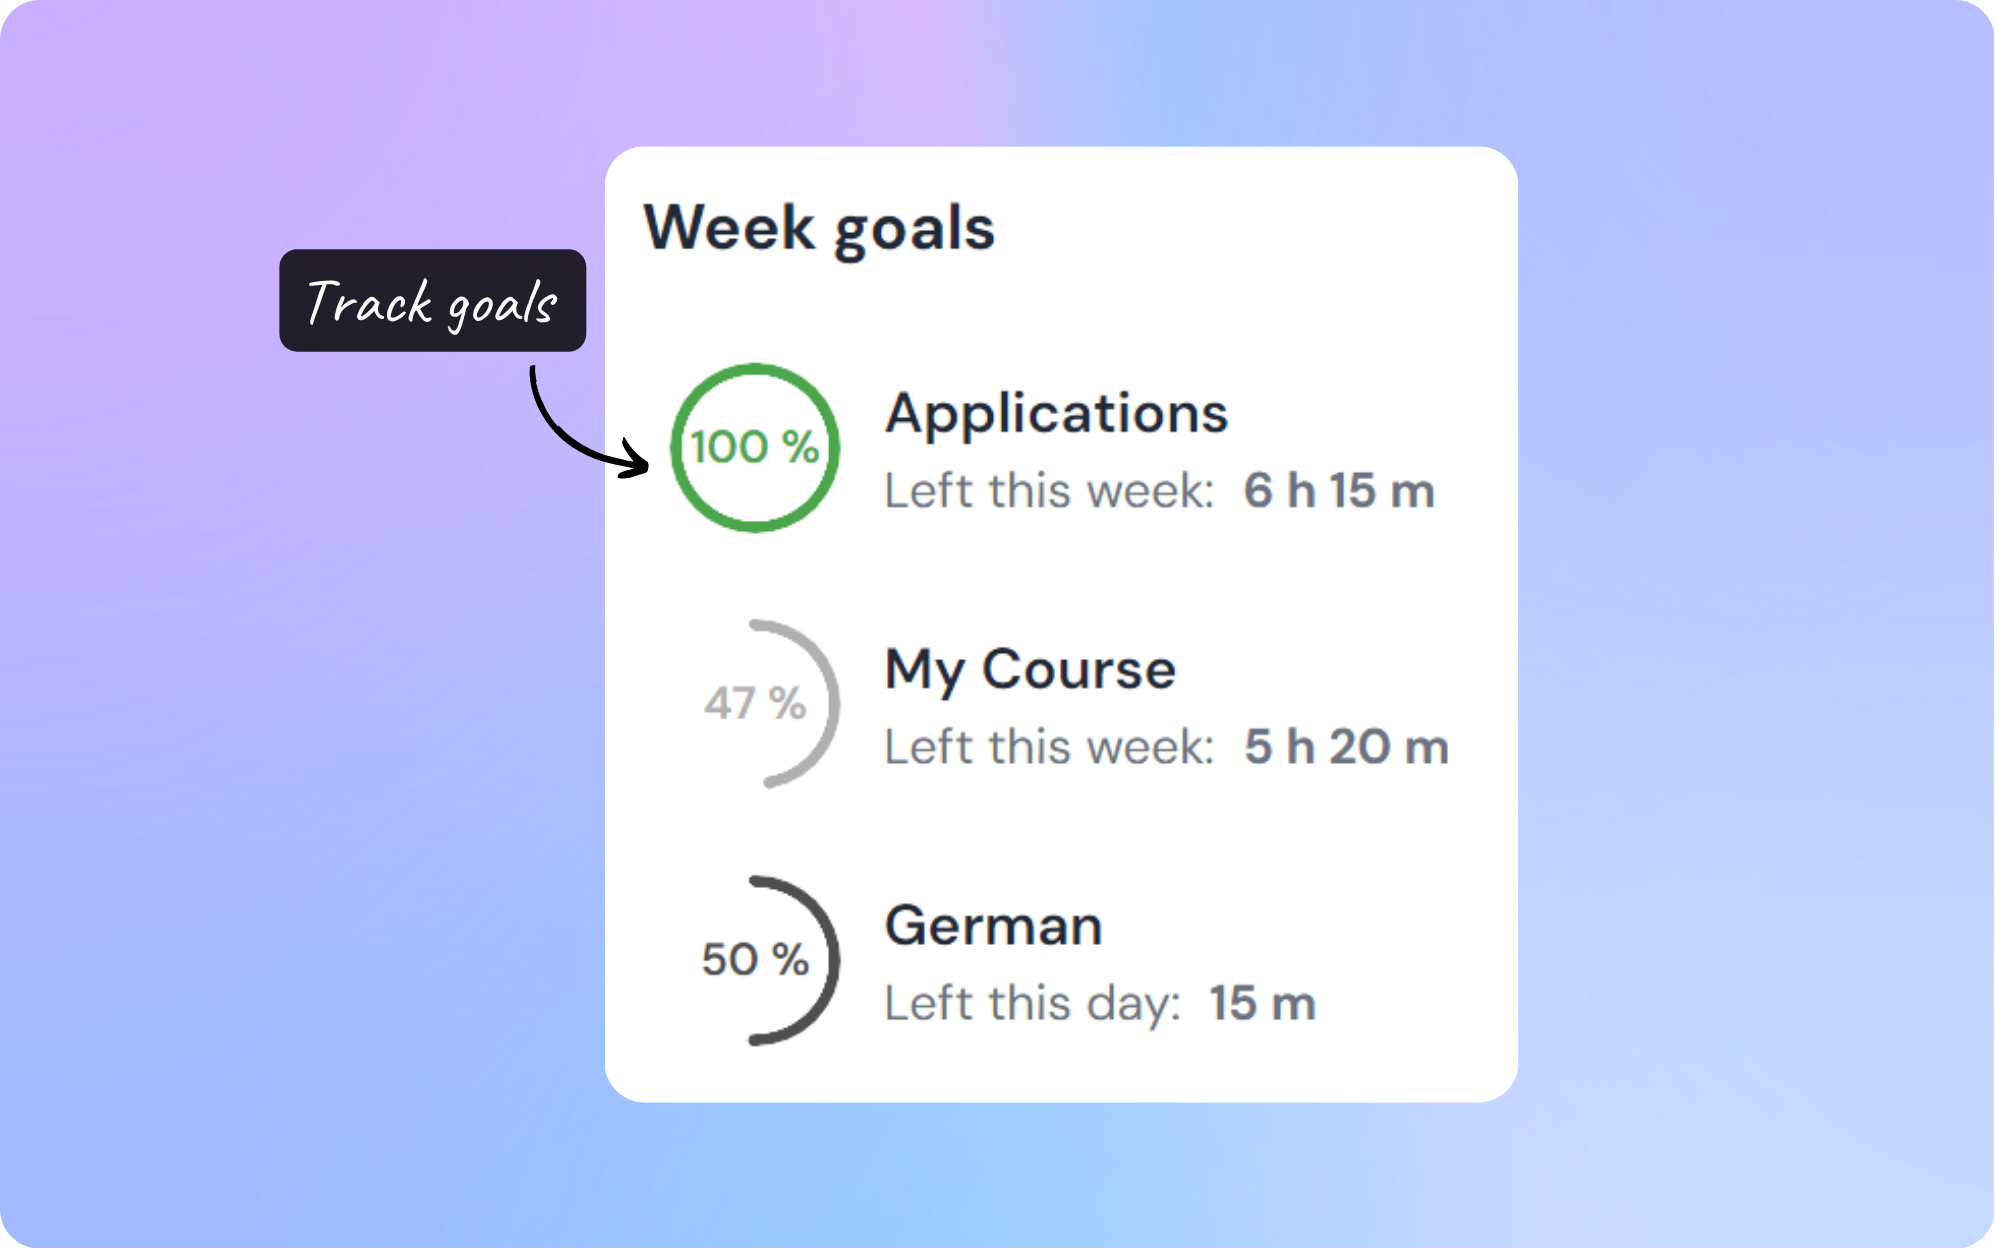 Week goals
Track goals
100 %
Applications
Left this week: 6 h 15 m
47 %
My Course
Left this week: 5 h 20 m
50 %
German
Left this day: 15 m